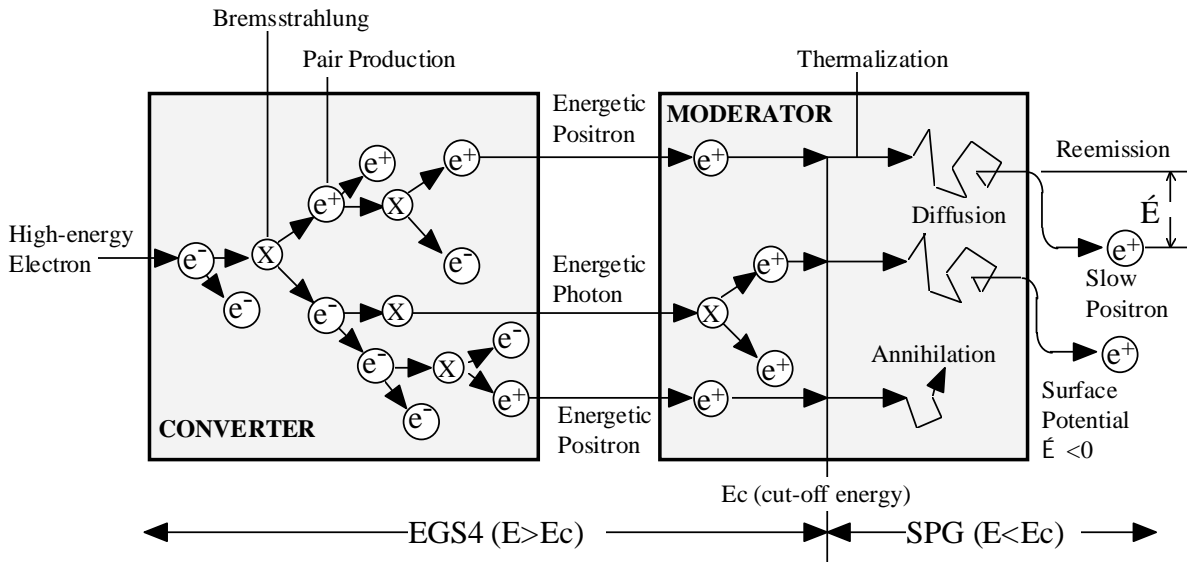 Bremsstrahlung
Pair Production
Thermalization
Energetic
Positron
MODERATOR
e+
e+
e+
Reemission
e+
X
É
Diffusion
High-energy
Electron
e-
X
e+
e-
Energetic
Photon
e+
Slow
Positron
e-
e-
X
X
e-
e-
X
e+
Annihilation
e+
e+
e+
e-
CONVERTER
Energetic
Positron
Surface
Potential
É <0
Ec (cut-off energy)
EGS4 (E>Ec)
SPG (E<Ec)